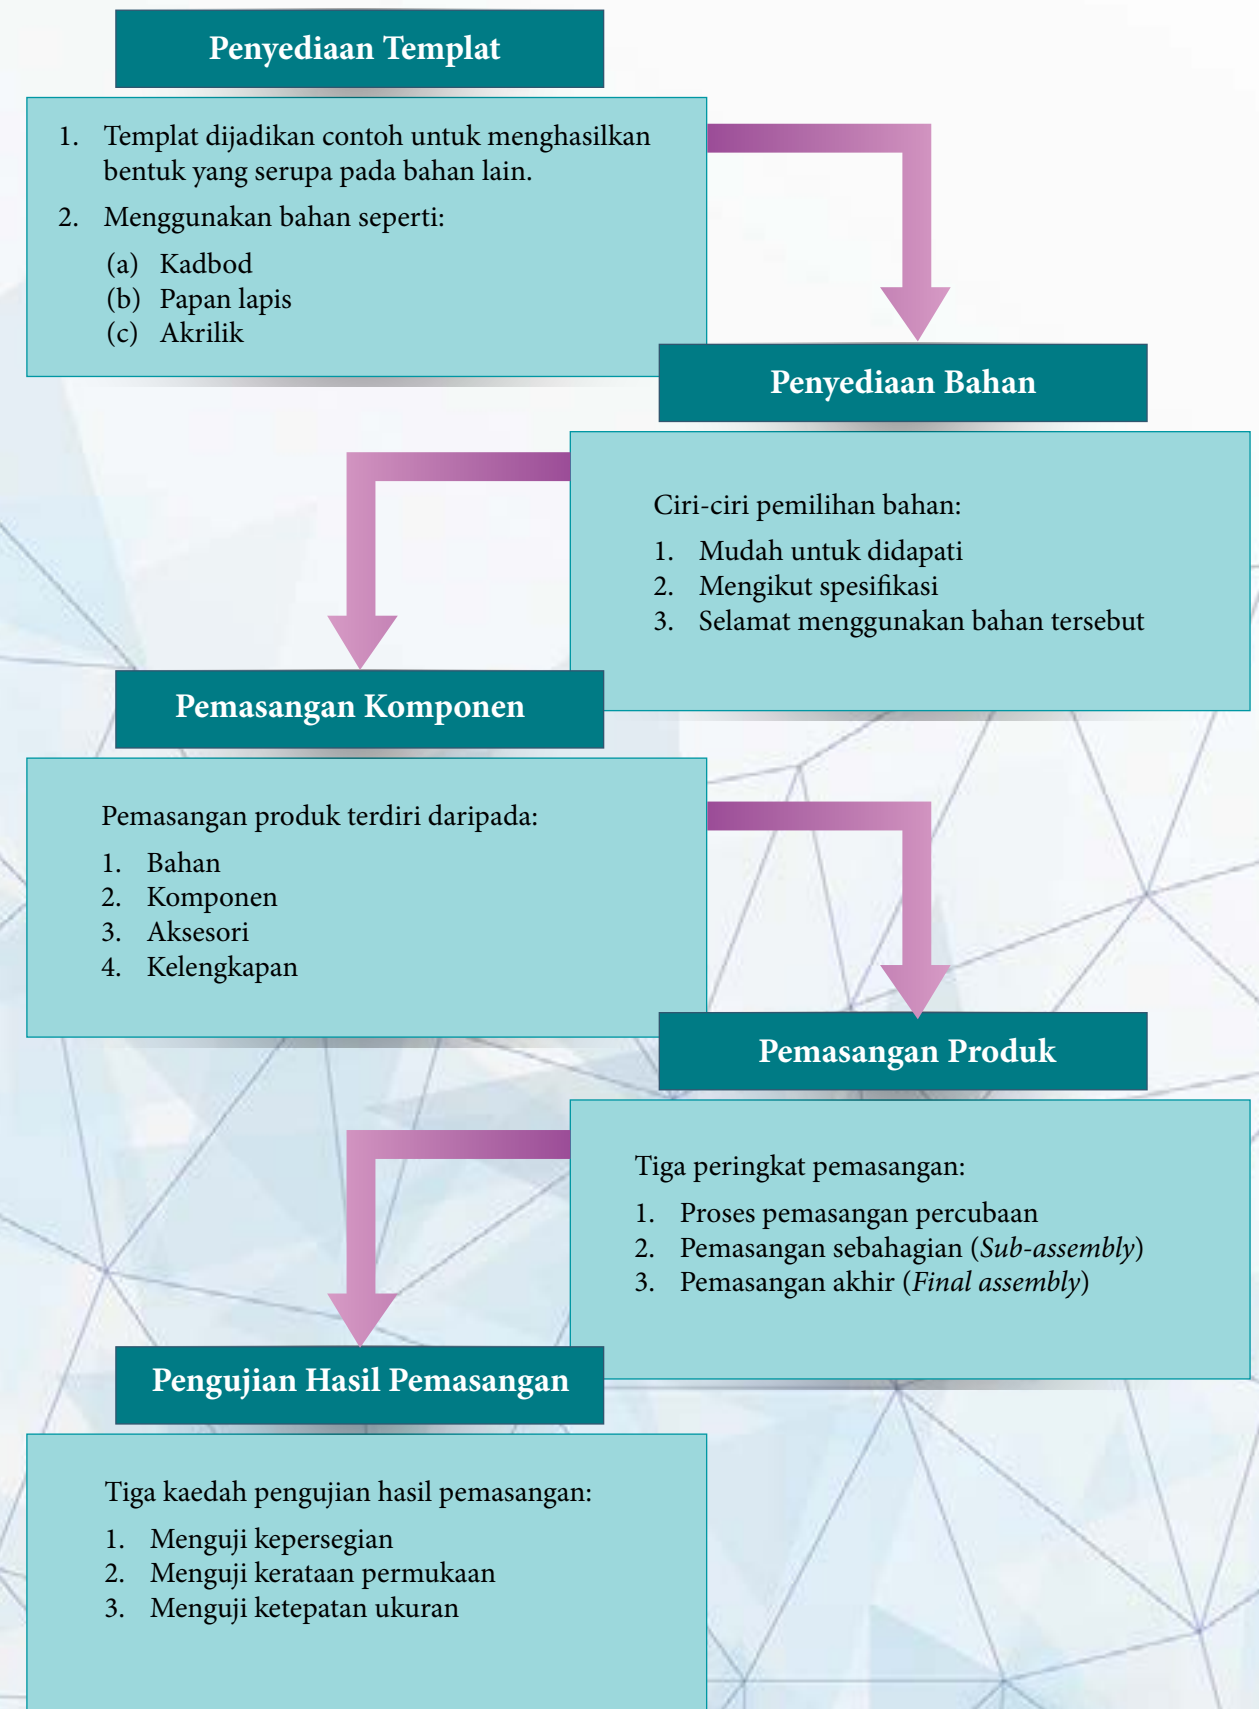 Penyediaan Templat
1. Templat dijadikan contoh untuk menghasilkan
bentuk yang serupa pada bahan lain.
2. Menggunakan bahan seperti:
(a) Kadbod
(b) Papan lapis
(c) Akrilik
Penyediaan Bahan
Ciri-ciri pemilihan bahan:
1. Mudah untuk didapati
2. Mengikut spesifikasi
3. Selamat menggunakan bahan tersebut
Pemasangan Komponen
Pemasangan produk terdiri daripada:
1. Bahan
2. Komponen
3. Aksesori
4. Kelengkapan
Pemasangan Produk
Tiga peringkat pemasangan:
1. Proses pemasangan percubaan
2. Pemasangan sebahagian (Sub-assembly)
3. Pemasangan akhir (Final assembly)
Pengujian Hasil Pemasangan
Tiga kaedah pengujian hasil pemasangan:
1. Menguji kepersegian
2. Menguji kerataan permukaan
3. Menguji ketepatan ukuran